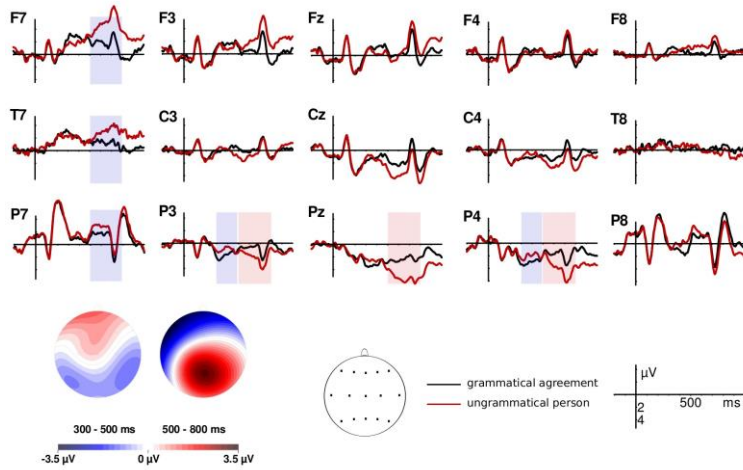 F7 F3 Fz F4 F8
T7 C3 Cz C4 T8
P7 P3 Pz P4 P8
grammatical agreement
ungrammatical person
µV
500 ms
2
4
300 - 500 ms 500 - 800 ms
-3.5 µV 0 µV 3.5 µV